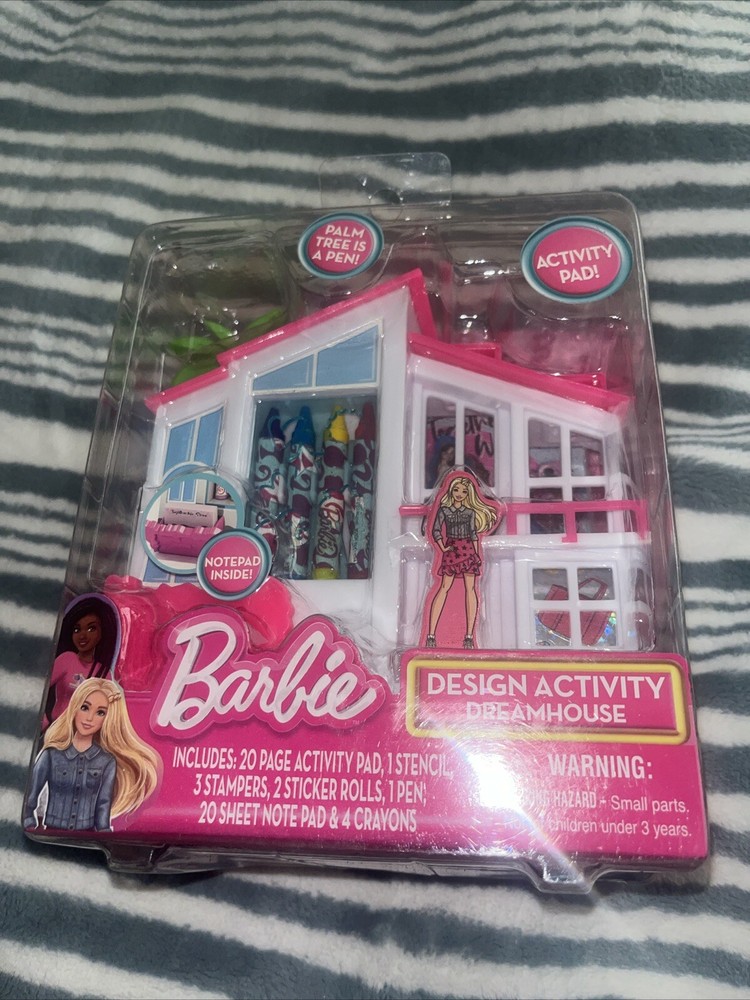 PALM
TREE IS
A PEN!
ACTIVITY
PAD!
NOTEPAD
INSIDE!
Barbie
Barbie
DESIGN ACTIVITY
DREAMHOUSE
INCLUDES: 20 PAGE ACTIVITY PAD, 1 STENCIL,
3 STAMPERS, 2 STICKER ROLLS, 1 PEN,
20 SHEET NOTE PAD & 4 CRAYONS
WARNING:
HAZARD - Small parts.
children under 3 years.